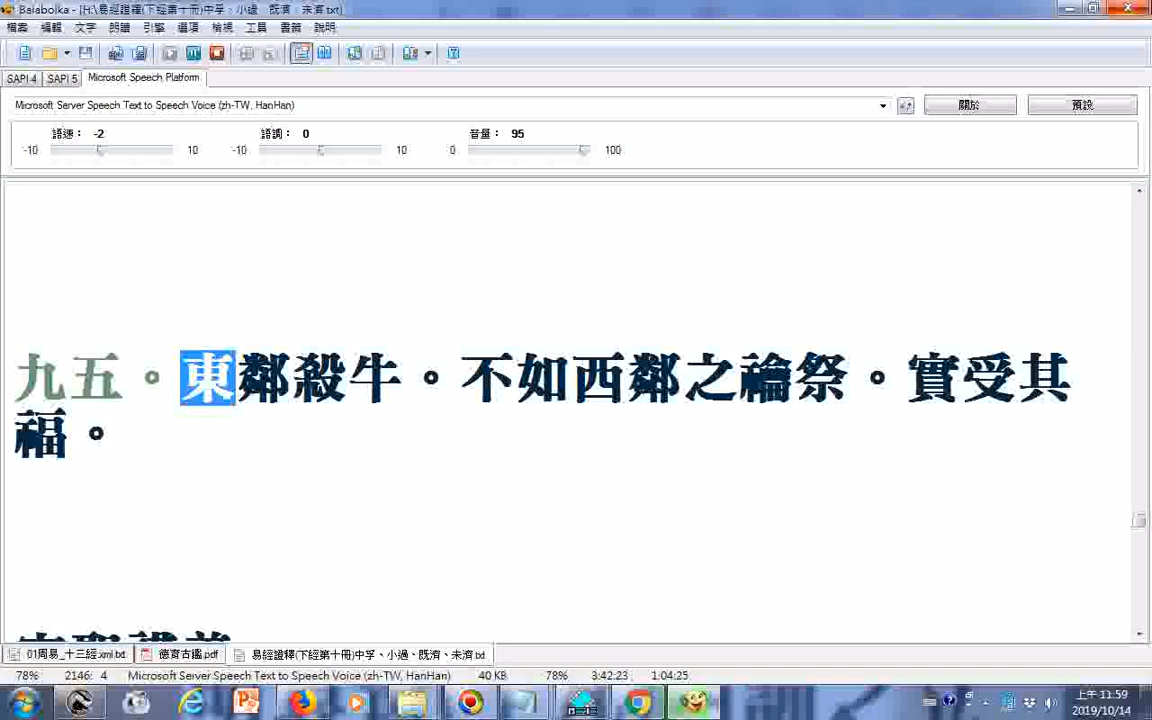 Balabolka - [H:\易經證釋(下經第十冊)中孚、小過、既濟、未濟.txt]
檔案 編輯 文字 朗讀 引擎 選項 檢視 工具 書籤 說明
SAPI 4 SAPI 5 Microsoft Speech Platform
Microsoft Server Speech Text to Speech Voice (zh-TW, HanHan) 關於 預設
語速： -2 語調： 0 音量： 95
-10 10 -10 10 0 100
九五。東鄰殺牛。不如西鄰之禴祭。實受其
福。
01周易_十三經.xml.txt 德育古鑑.pdf 易經證釋(下經第十冊)中孚、小過、既濟、未濟.txt
78% 2146: 4 Microsoft Server Speech Text to Speech Voice (zh-TW, HanHan) 78% 40 KB 3:42:23 1:04:25
上午 11:59
2019/10/14